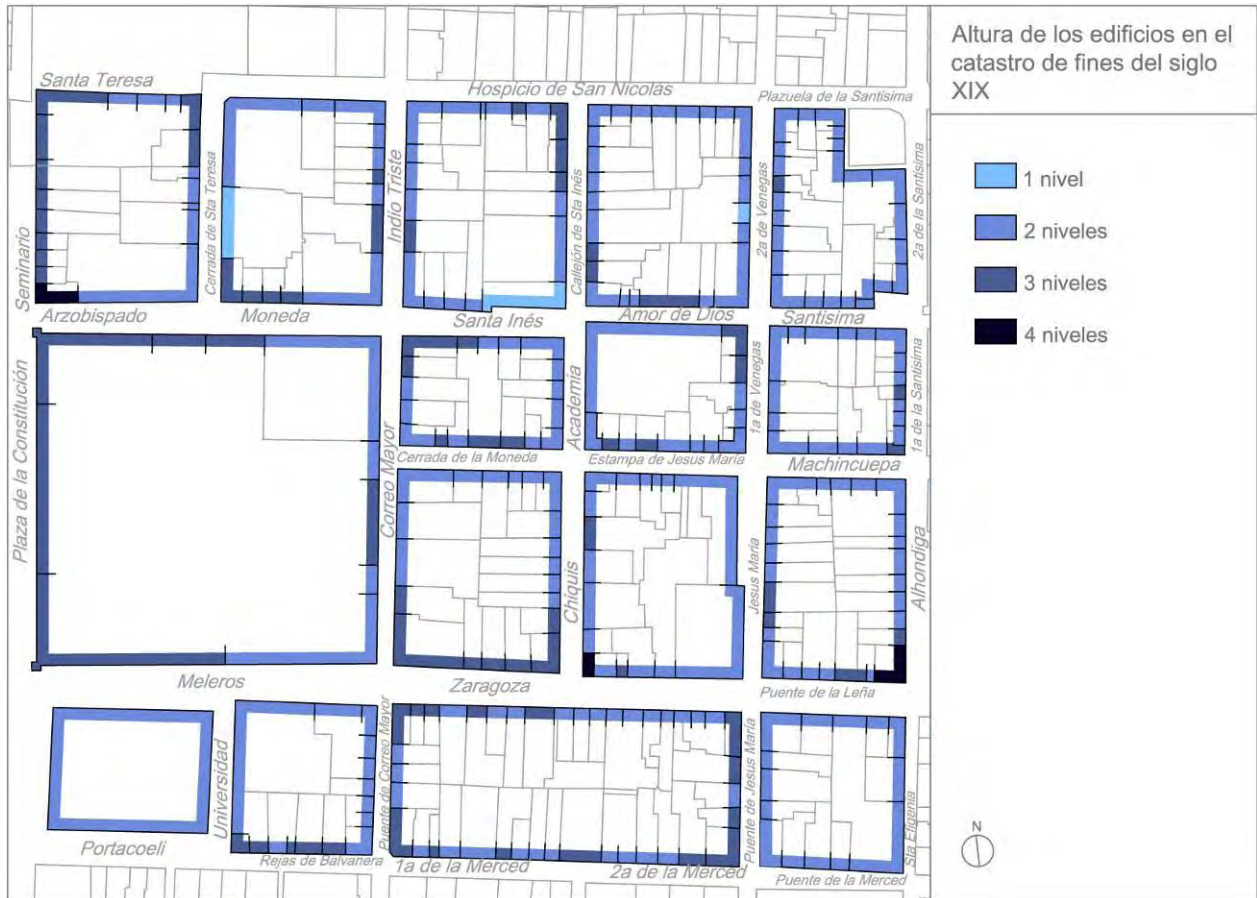 Altura de los edificios en el
catastro de fines del siglo
XIX
1 nivel
2 niveles
3 niveles
4 niveles
N
Santa Teresa
Hospicio de San Nicolas
Plazuela de la Santísima
Seminario
Cerrada de Sta Teresa
Indio Triste
Callejón de Sta Inés
2a de Venegas
2a de la Santísima
Arzobispado
Moneda
Santa Inés
Amor de Dios
Santísima
Plaza de la Constitución
Correo Mayor
Academia
1a de Venegas
1a de la Santísima
Cerrada de la Moneda
Estampa de Jesus María
Machincuepa
Chiquis
Jesus María
Alhondiga
Meleros
Zaragoza
Puente de la Leña
Universidad
Puente de Correo Mayor
Puente de Jesus María
Sta Efigenia
Portacoeli
Rejas de Balvanera
1a de la Merced
2a de la Merced
Puente de la Merced